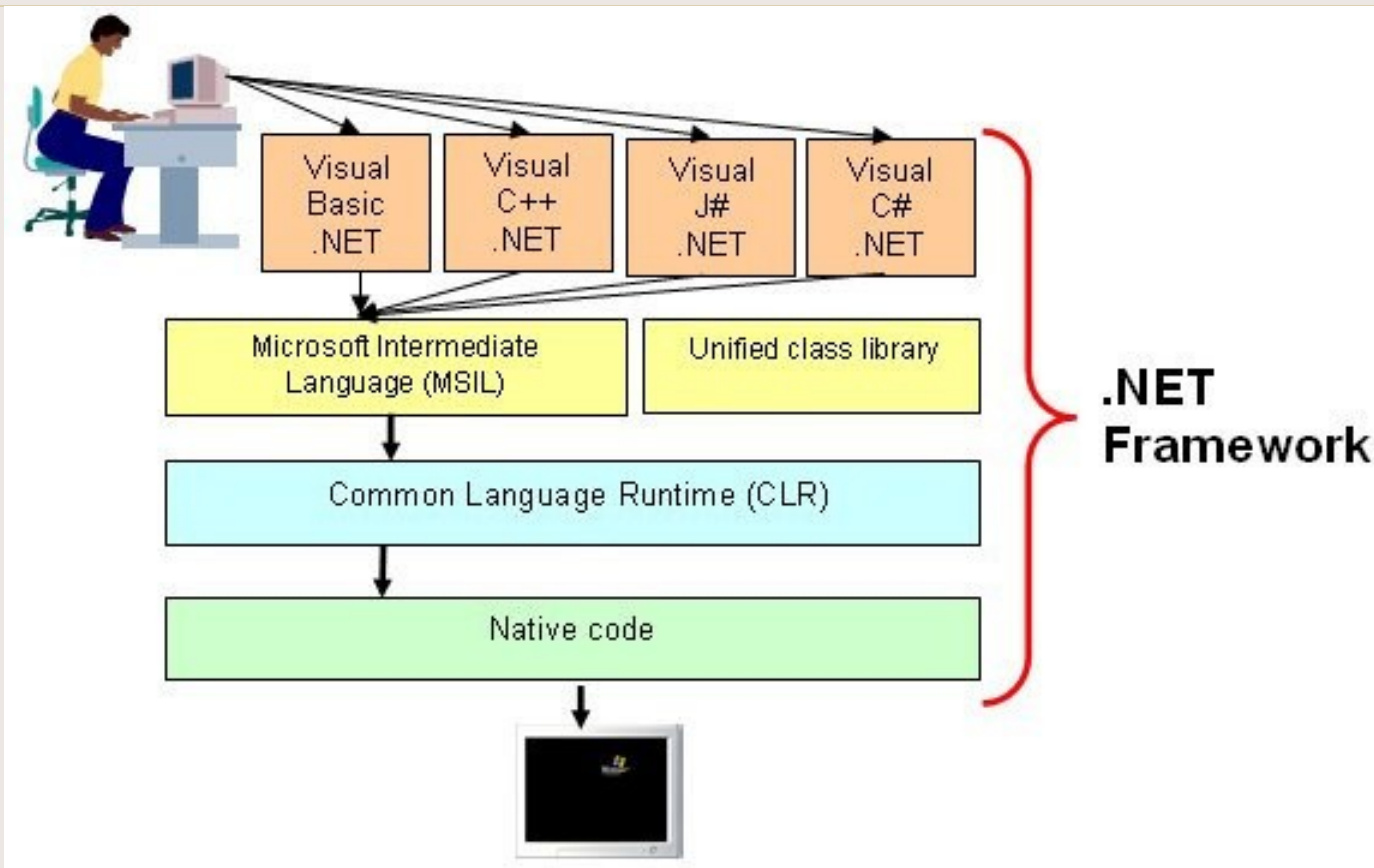 Visual
Basic
.NET
Visual
C++
.NET
Visual
J#
.NET
Visual
C#
.NET
Microsoft Intermediate
Language (MSIL)
Unified class library
.NET
Framework
Common Language Runtime (CLR)
Native code